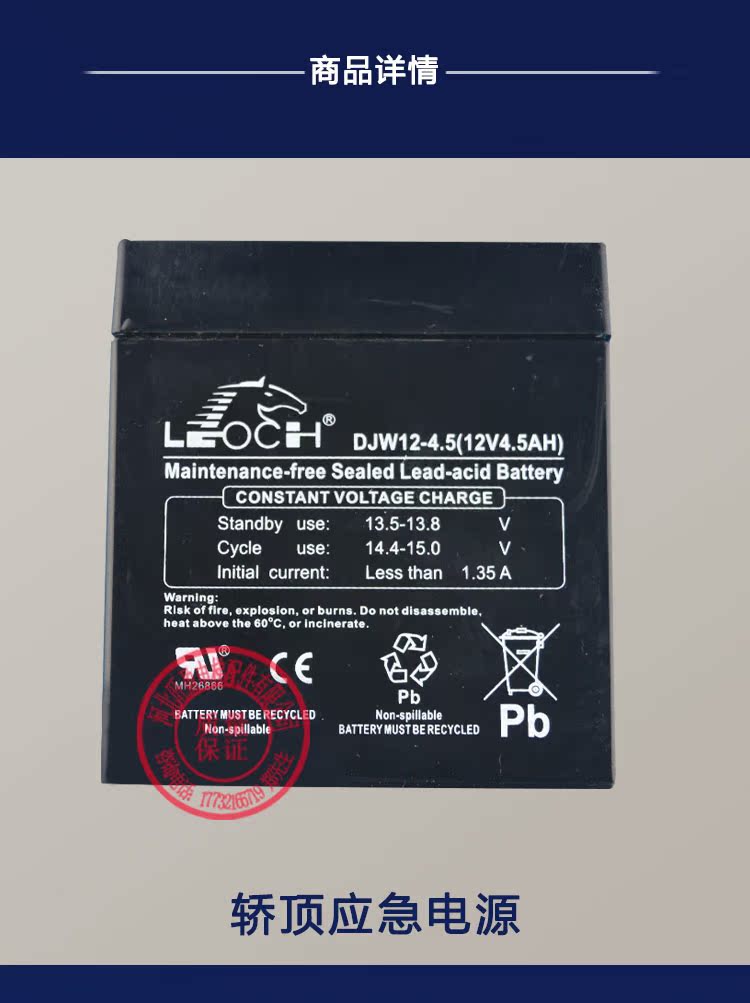 商品详情
LEOCH®
DJW12-4.5(12V4.5AH)
Maintenance-free Sealed Lead-acid Battery
CONSTANT VOLTAGE CHARGE
Standby use: 13.5-13.8 V
Cycle use: 14.4-15.0 V
Initial current: Less than 1.35 A
Warning:
Risk of fire, explosion, or burns. Do not disassemble,
heat above the 60°C, or incinerate.
MH26866
CE
BATTERY MUST BE RECYCLED
Non-spillable
Pb
Non-spillable
BATTERY MUST BE RECYCLED
Pb
保证
17732165719
轿顶应急电源